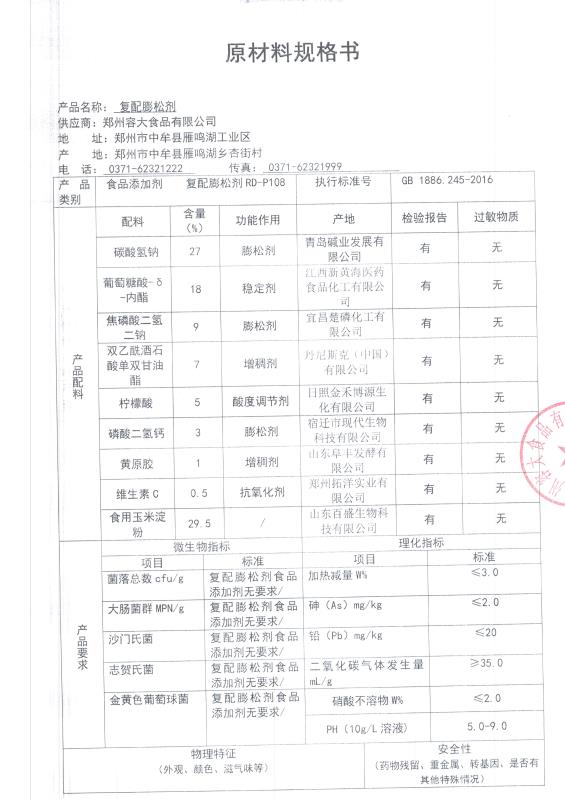 原材料规格书
产品名称： 复配膨松剂
供应商：郑州容大食品有限公司
地 址：郑州市中牟县雁鸣湖工业区
产 地：郑州市中牟县雁鸣湖乡杏街村
电 话： 0371-62321222 传真： 0371-62321999
产 品 类别 食品添加剂 复配膨松剂 RD-P108 执行标准号 GB 1886.245-2016
产品配料
配料 含量（%） 功能作用 产地 检验报告 过敏物质
碳酸氢钠 27 膨松剂 青岛碱业发展有限公司 有 无
葡萄糖酸-δ-内酯 18 稳定剂 江西新黄海医药食品化工有限公司 有 无
焦磷酸二氢二钠 9 膨松剂 宜昌楚磷化工有限公司 有 无
双乙酰酒石酸单双甘油酯 7 增稠剂 丹尼斯克（中国）有限公司 有 无
柠檬酸 5 酸度调节剂 日照金禾博源生化有限公司 有 无
磷酸二氢钙 3 膨松剂 宿迁市现代生物科技有限公司 有 无
黄原胶 1 增稠剂 山东阜丰发酵有限公司 有 无
维生素 C 0.5 抗氧化剂 郑州拓洋实业有限公司 有 无
食用玉米淀粉 29.5 / 山东百盛生物科技有限公司 有 无
产品要求
微生物指标 理化指标
项目 标准 项目 标准
菌落总数 cfu/g 复配膨松剂食品添加剂无要求/ 加热减量 W% ≤3.0
大肠菌群 MPN/g 复配膨松剂食品添加剂无要求/ 砷（As）mg/kg ≤2.0
沙门氏菌 复配膨松剂食品添加剂无要求/ 铅（Pb）mg/kg ≤20
志贺氏菌 复配膨松剂食品添加剂无要求/ 二氧化碳气体发生量 mL/g ≥35.0
金黄色葡萄球菌 复配膨松剂食品添加剂无要求/ 硝酸不溶物 W% ≤2.0
PH（10g/L 溶液） 5.0-9.0
物理特征
（外观、颜色、滋气味等）
安全性
（药物残留、重金属、转基因、是否有其他特殊情况）
州容大食品有